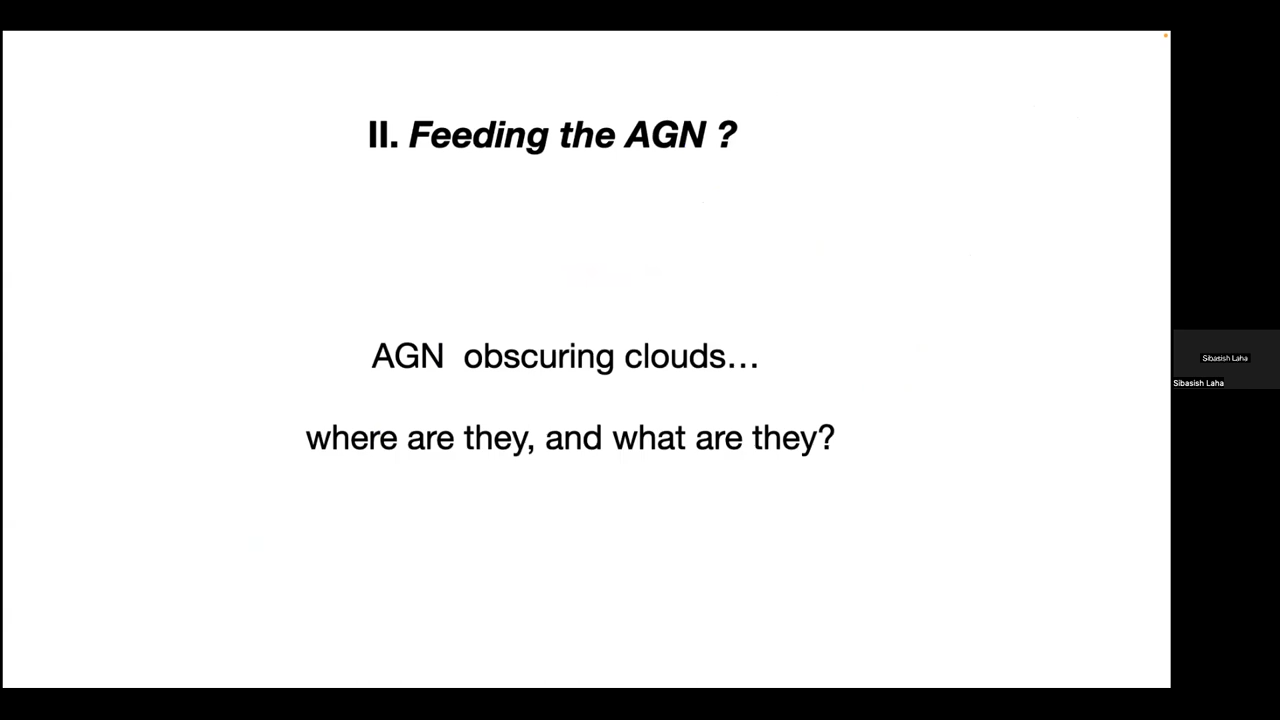 II. Feeding the AGN ?
AGN obscuring clouds…
where are they, and what are they?
Sibasish Laha
Sibasish Laha